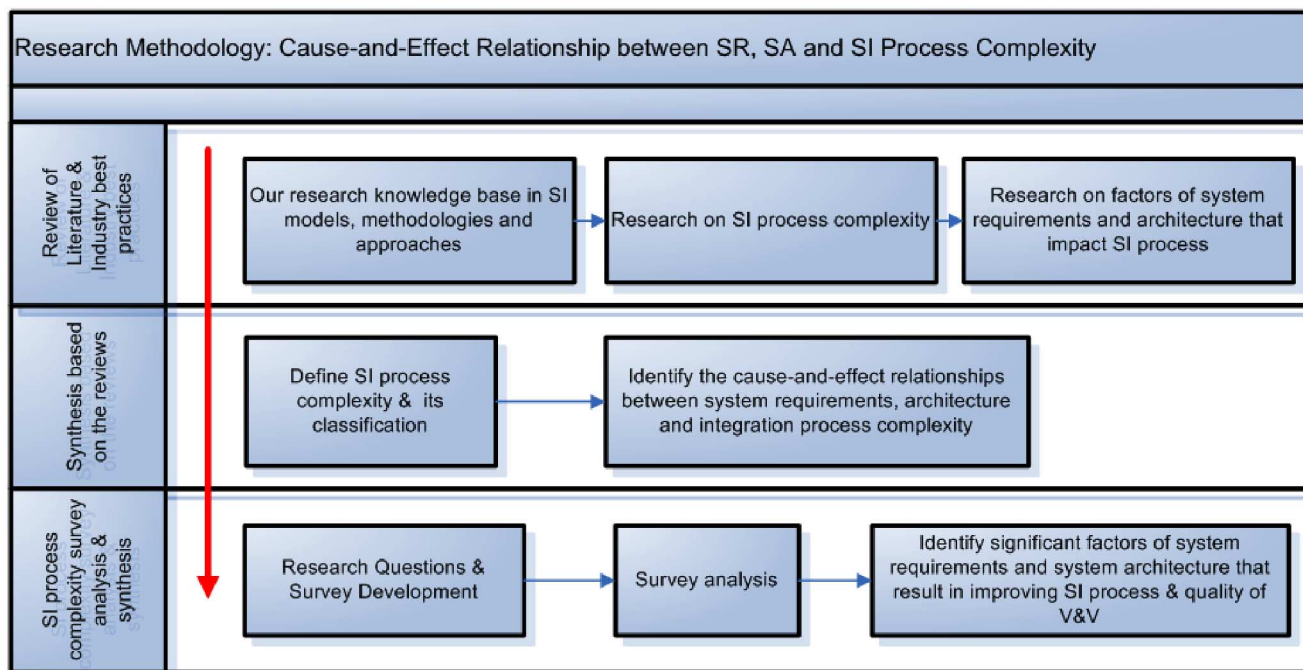 Research Methodology: Cause-and-Effect Relationship between SR, SA and SI Process Complexity
Review of
Literature &
Industry best
practices
Our research knowledge base in SI
models, methodologies and
approaches
Research on SI process complexity
Research on factors of system
requirements and architecture that
impact SI process
Synthesis based
on the reviews
Define SI process
complexity & its
classification
Identify the cause-and-effect relationships
between system requirements, architecture
and integration process complexity
SI process
complexity survey
analysis &
synthesis
Research Questions &
Survey Development
Survey analysis
Identify significant factors of system
requirements and system architecture that
result in improving SI process & quality of
V&V